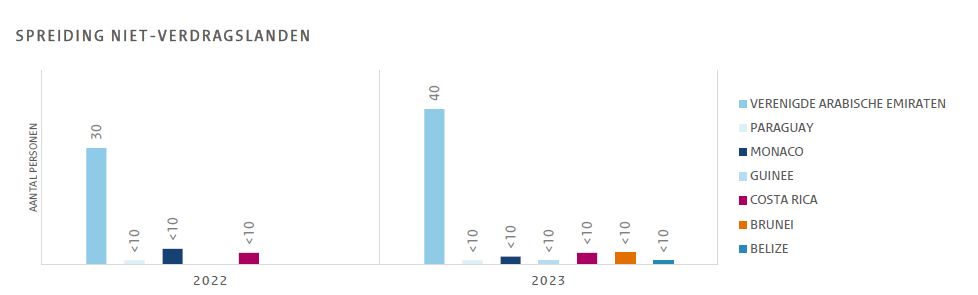 SPREIDING NIET-VERDRAGSLANDEN
AANTAL PERSONEN
30
<10
<10
<10
2022
40
<10
<10
<10
<10
<10
<10
2023
VERENIGDE ARABISCHE EMIRATEN
PARAGUAY
MONACO
GUINEE
COSTA RICA
BRUNEI
BELIZE